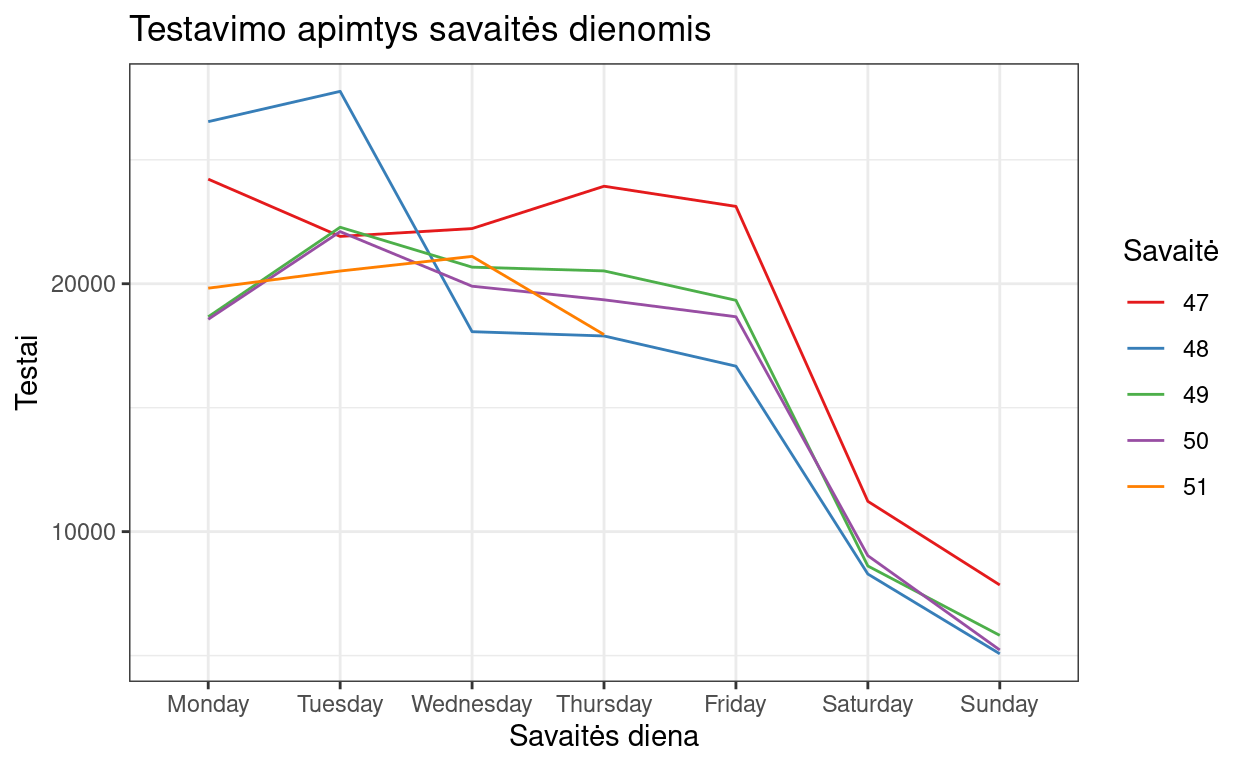 Testavimo apimtys savaitės dienomis
Testai
20000
10000
Monday Tuesday Wednesday Thursday Friday Saturday Sunday
Savaitės diena
Savaitė
47
48
49
50
51